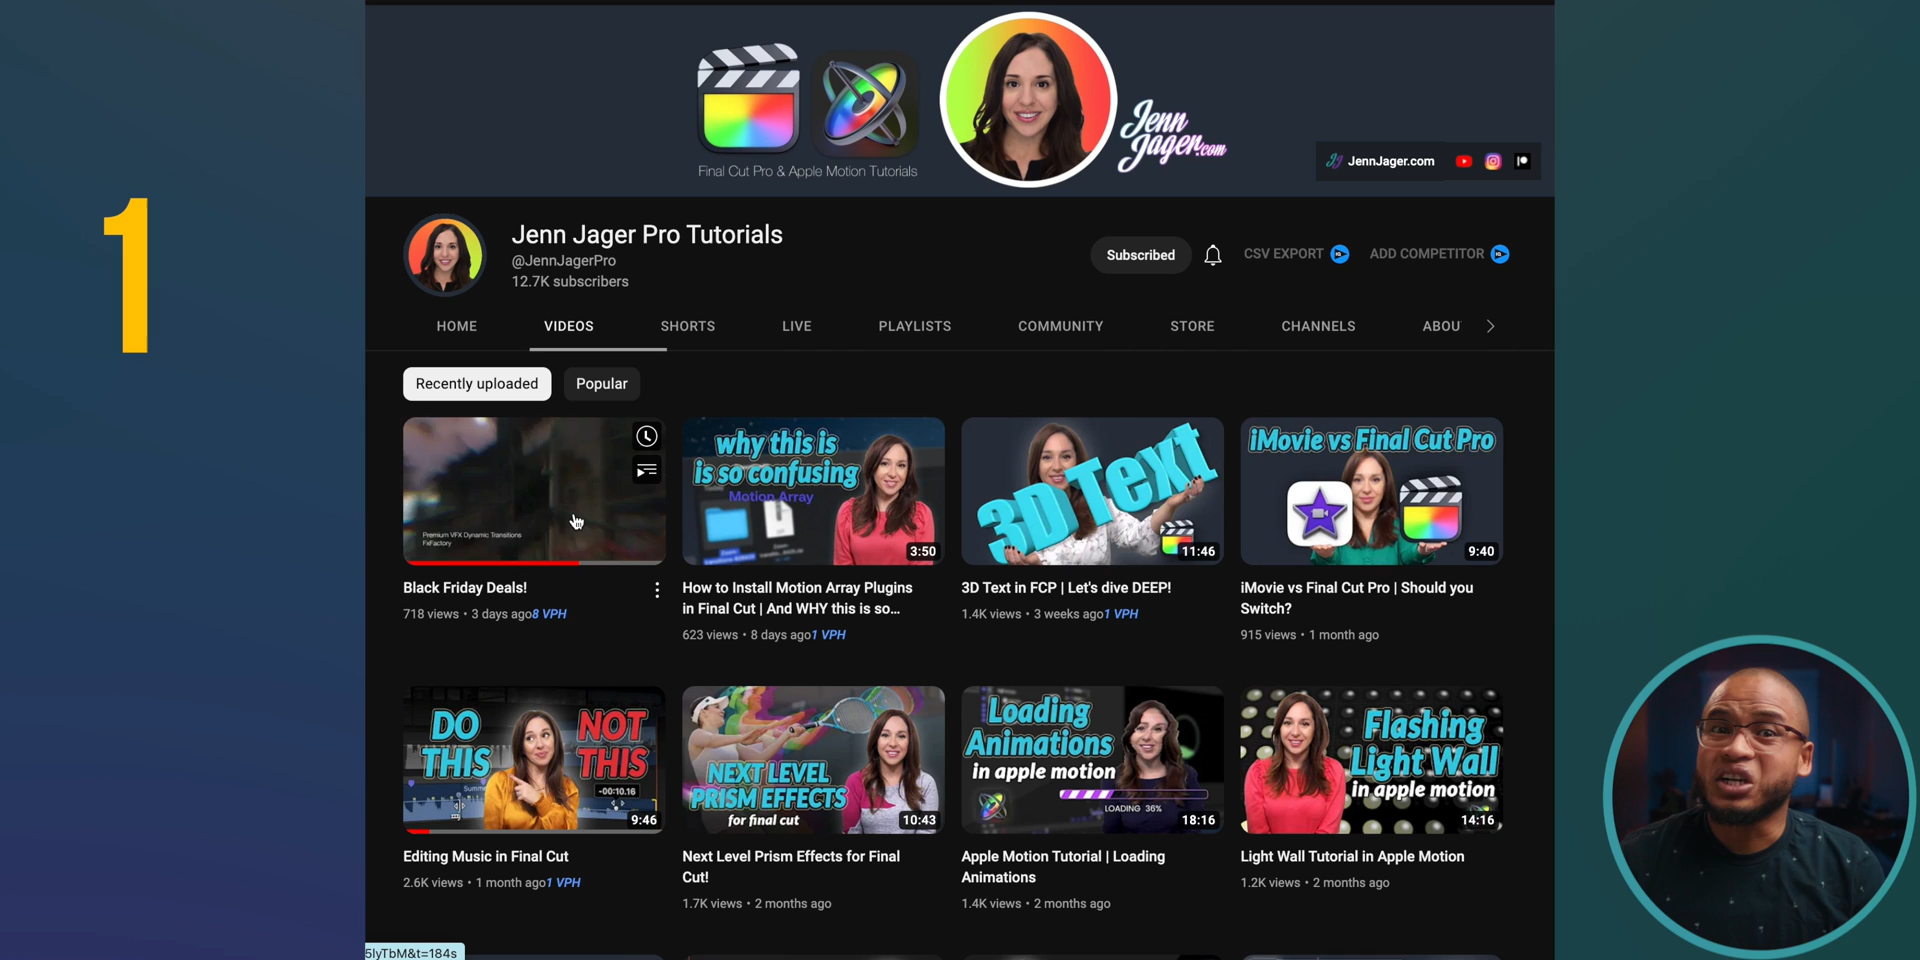 1
Final Cut Pro & Apple Motion Tutorials
Jenn
Jager.com
JennJager.com
Jenn Jager Pro Tutorials
@JennJagerPro
12.7K subscribers
Subscribed
CSV EXPORT
ADD COMPETITOR
HOME
VIDEOS
SHORTS
LIVE
PLAYLISTS
COMMUNITY
STORE
CHANNELS
ABOU
Recently uploaded
Popular
Premium VFX Dynamic Transitions
FxFactory
why this is
is so confusing
Motion Array
3:50
3D Text
11:46
iMovie vs Final Cut Pro
9:40
Black Friday Deals!
718 views • 3 days ago8 VPH
How to Install Motion Array Plugins
in Final Cut | And WHY this is so...
623 views • 8 days ago1 VPH
3D Text in FCP | Let's dive DEEP!
1.4K views • 3 weeks ago1 VPH
iMovie vs Final Cut Pro | Should you
Switch?
915 views • 1 month ago
DO
THIS
NOT
THIS
-00:10.16
9:46
NEXT LEVEL
PRISM EFFECTS
for final cut
10:43
Loading
Animations
in apple motion
LOADING 36%
18:16
Flashing
Light Wall
in apple motion
14:16
Editing Music in Final Cut
2.6K views • 1 month ago1 VPH
Next Level Prism Effects for Final
Cut!
1.7K views • 2 months ago
Apple Motion Tutorial | Loading
Animations
1.4K views • 2 months ago
Light Wall Tutorial in Apple Motion
1.2K views • 2 months ago
5lyTbM&t=184s